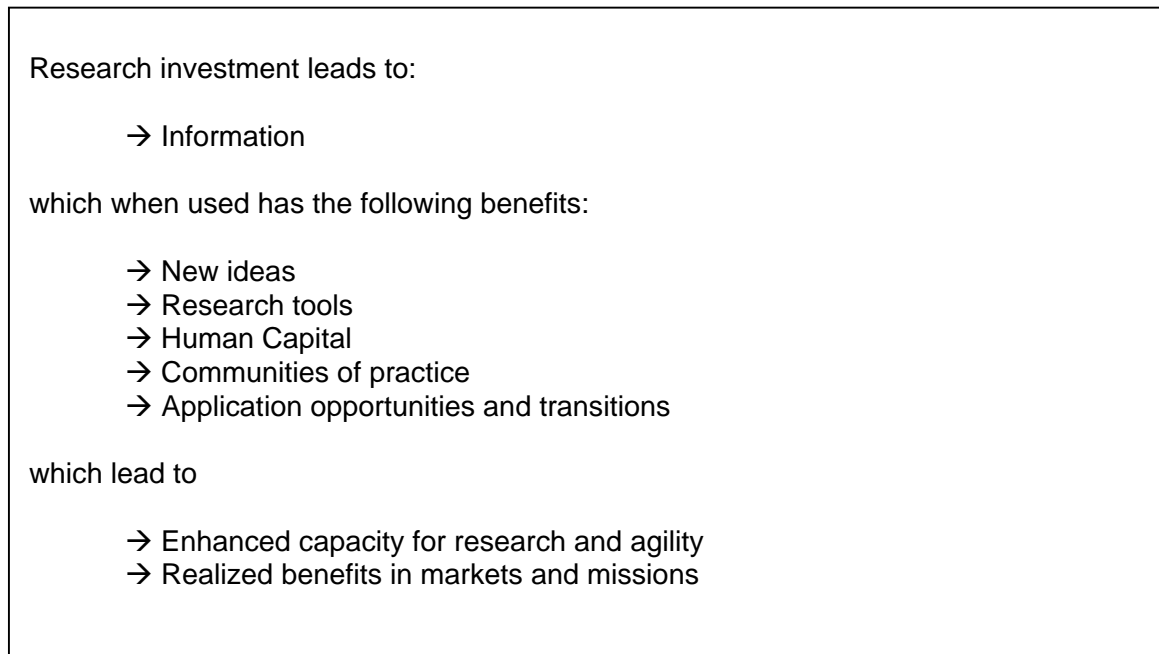 Research investment leads to:
→ Information
which when used has the following benefits:
→ New ideas
→ Research tools
→ Human Capital
→ Communities of practice
→ Application opportunities and transitions
which lead to
→ Enhanced capacity for research and agility
→ Realized benefits in markets and missions